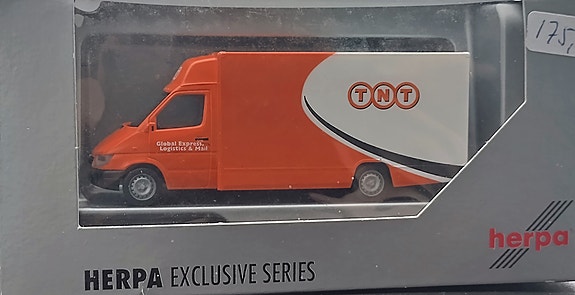 175,
TNT
Global Express,
Logistics & Mail
herpa
HERPA EXCLUSIVE SERIES